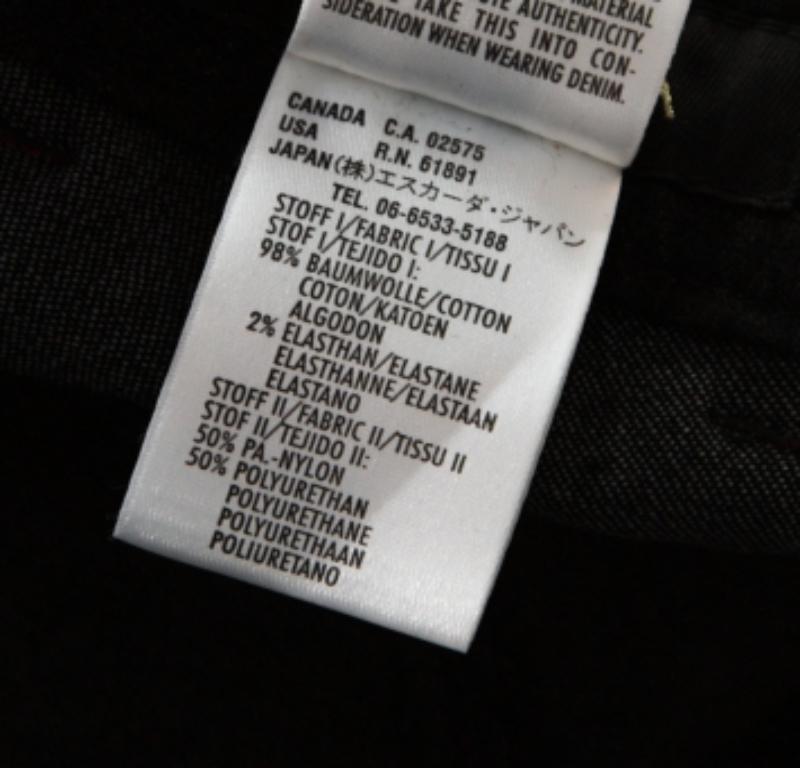 MATERIAL
AUTHENTICITY.
TAKE THIS INTO CON-
SIDERATION WHEN WEARING DENIM.
CANADA C.A. 02575
USA R.N. 61891
JAPAN (株)エスカーダ・ジャパン
TEL. 06-6533-5188
STOFF I/FABRIC I/TISSU I
STOF I/TEJIDO I:
98% BAUMWOLLE/COTTON
COTON/KATOEN
ALGODON
2% ELASTHAN/ELASTANE
ELASTHANNE/ELASTAAN
ELASTANO
STOFF II/FABRIC II/TISSU II
STOF II/TEJIDO II:
50% PA.-NYLON
50% POLYURETHAN
POLYURETHANE
POLYURETHAAN
POLIURETANO